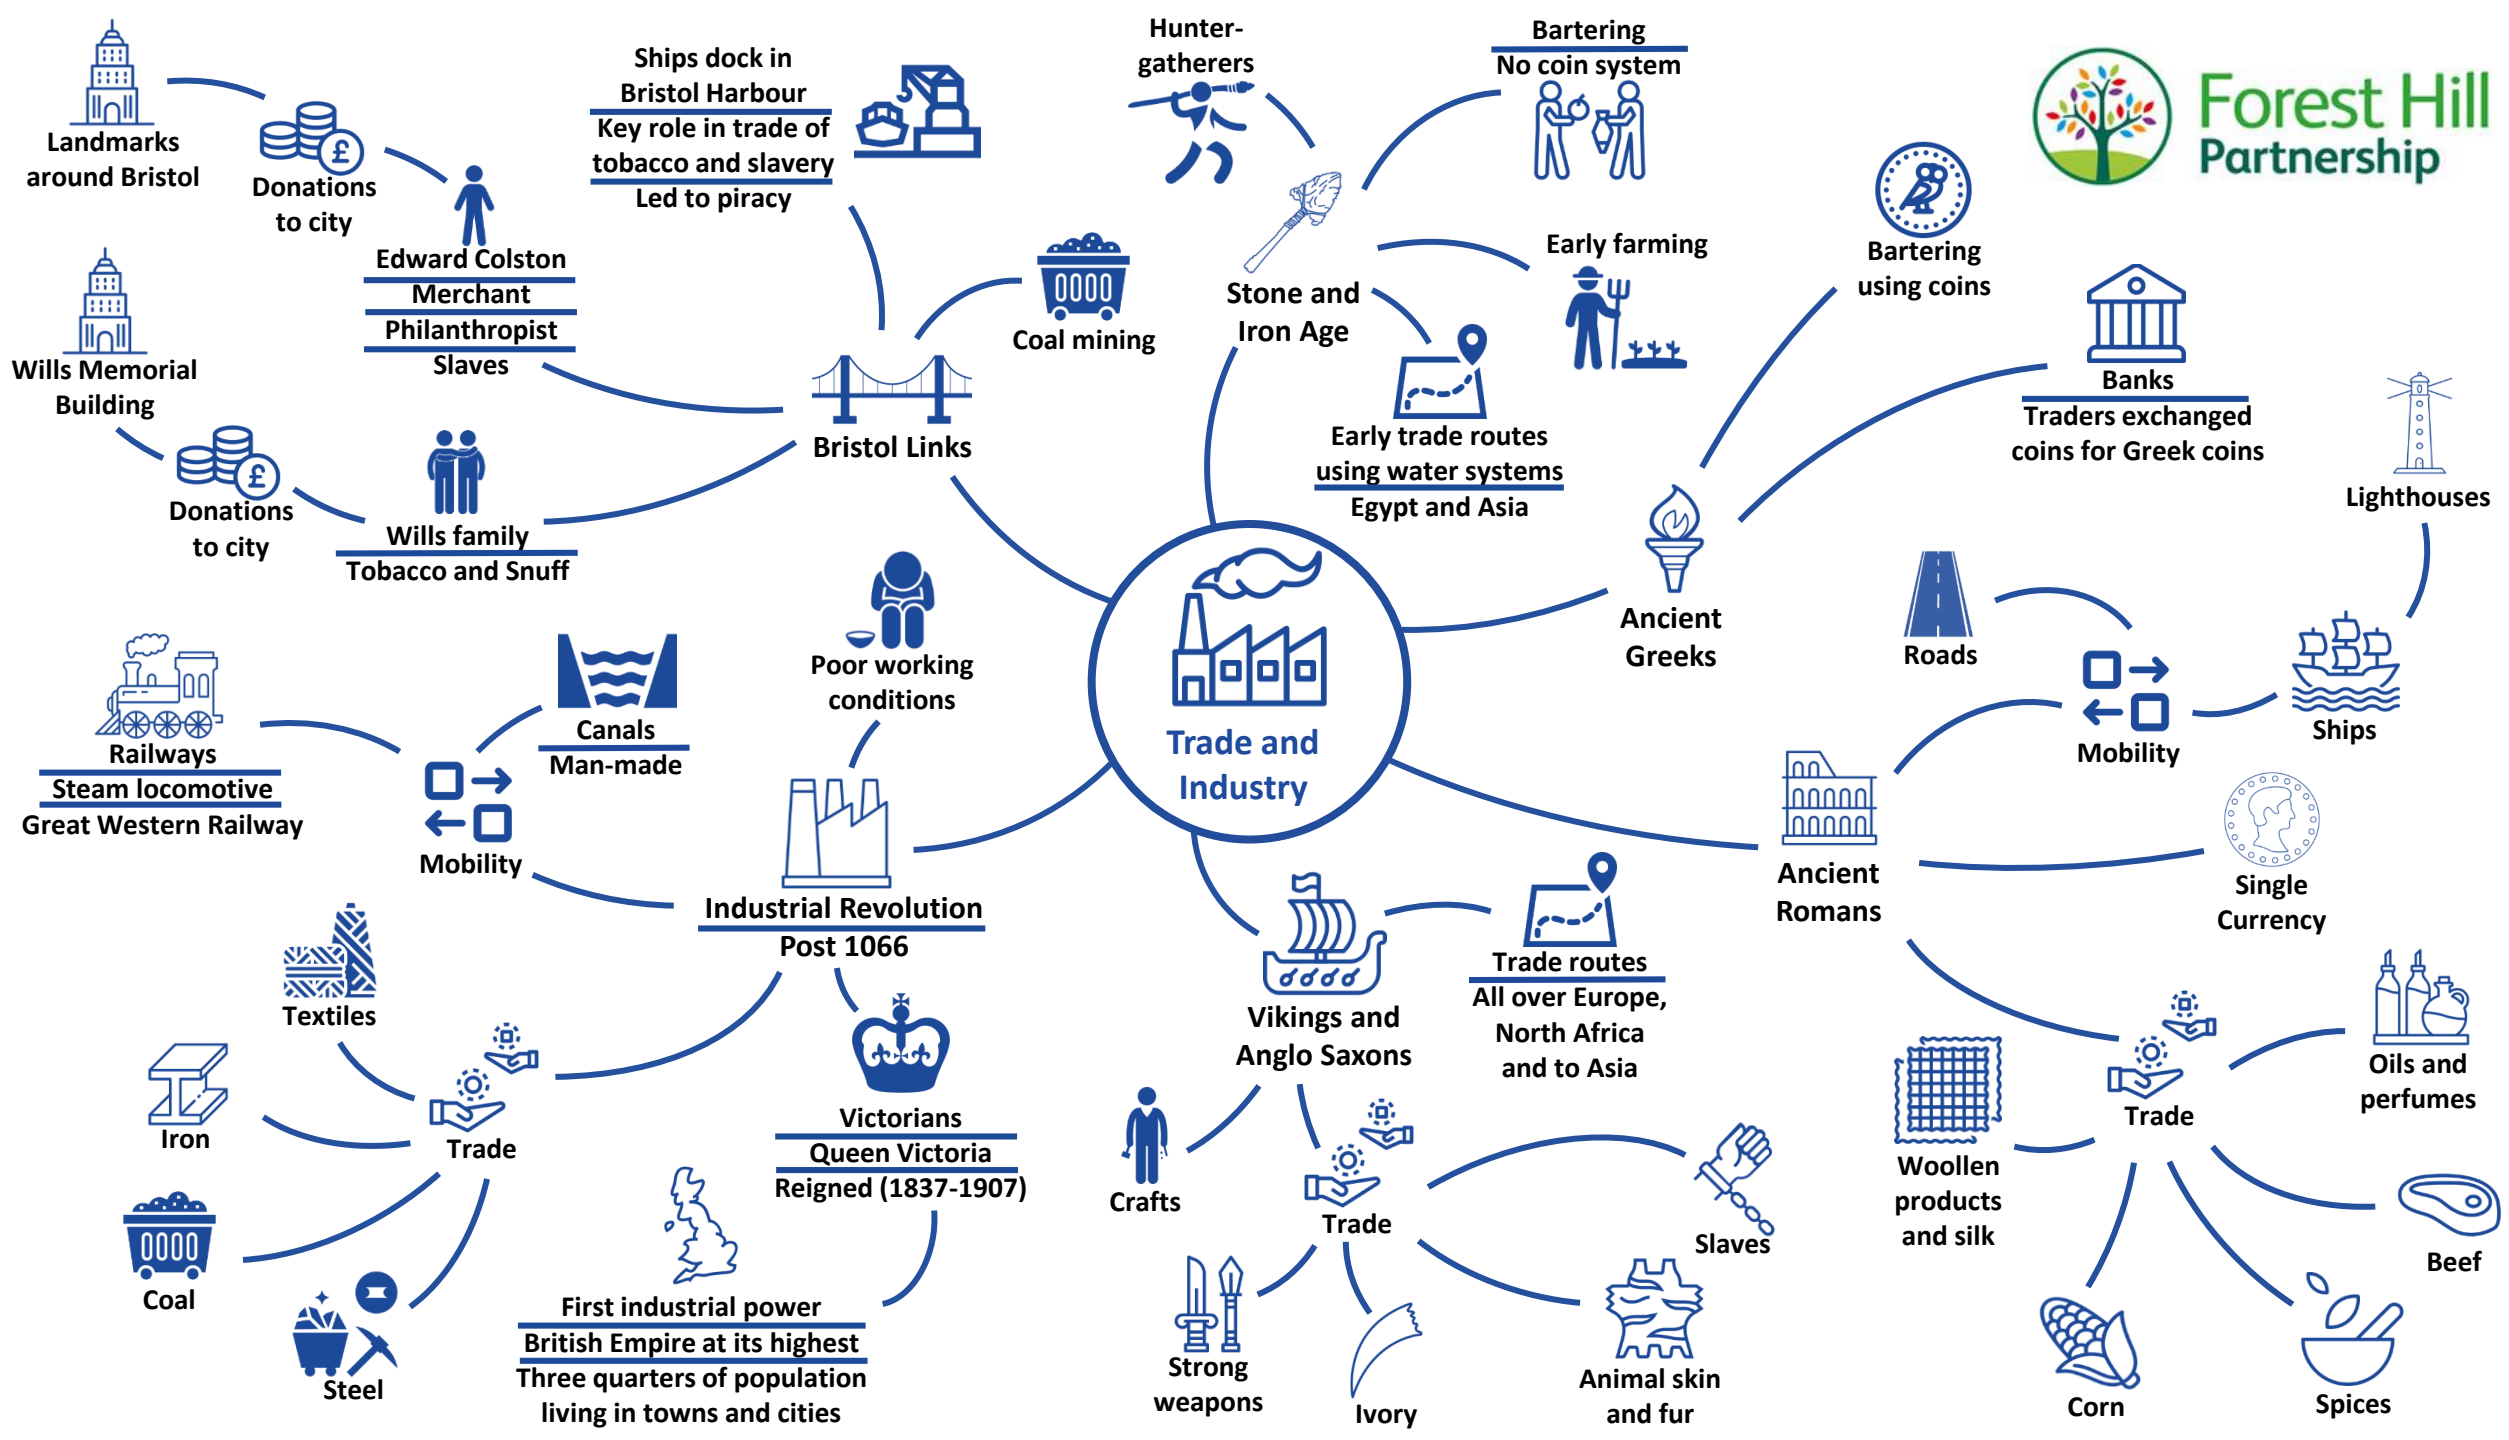 Forest Hill
Partnership
Trade and
Industry
Stone and
Iron Age
Hunter-
gatherers
Bartering
No coin system
Early farming
Early trade routes
using water systems
Egypt and Asia
Ancient
Greeks
Bartering
using coins
Banks
Traders exchanged
coins for Greek coins
Ancient
Romans
Mobility
Roads
Ships
Lighthouses
Single
Currency
Trade
Oils and
perfumes
Beef
Spices
Corn
Woollen
products
and silk
Vikings and
Anglo Saxons
Trade routes
All over Europe,
North Africa
and to Asia
Crafts
Trade
Slaves
Animal skin
and fur
Ivory
Strong
weapons
Industrial Revolution
Post 1066
Poor working
conditions
Mobility
Canals
Man-made
Railways
Steam locomotive
Great Western Railway
Trade
Textiles
Iron
Coal
Steel
Victorians
Queen Victoria
Reigned (1837-1907)
First industrial power
British Empire at its highest
Three quarters of population
living in towns and cities
Bristol Links
Coal mining
Ships dock in
Bristol Harbour
Key role in trade of
tobacco and slavery
Led to piracy
Edward Colston
Merchant
Philanthropist
Slaves
Donations
to city
£
Landmarks
around Bristol
Wills family
Tobacco and Snuff
Donations
to city
£
Wills Memorial
Building